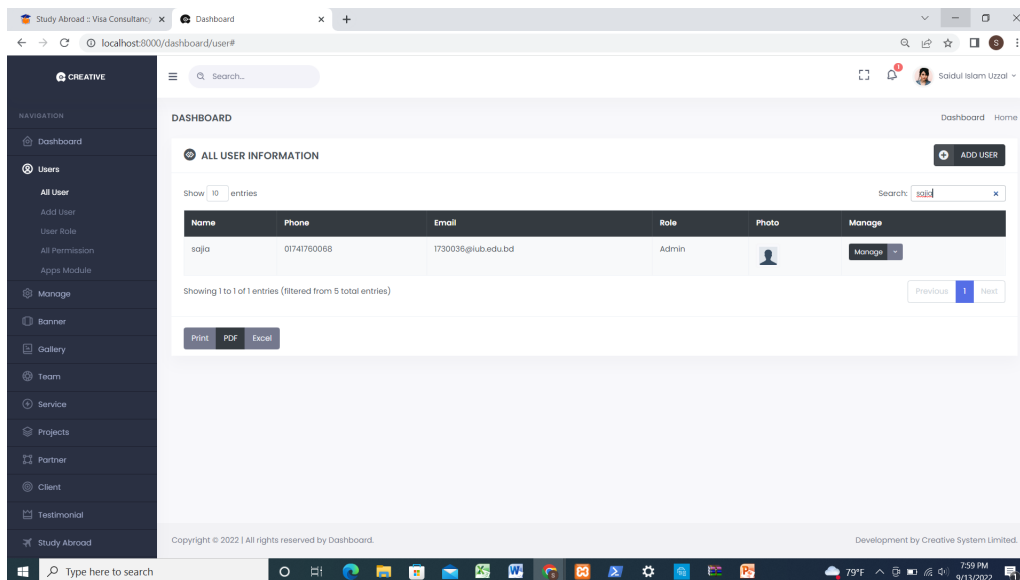 Study Abroad :: Visa Consultancy
Dashboard
localhost:8000/dashboard/user#
S
CREATIVE
Search...
1
Saidul Islam Uzzal
NAVIGATION
DASHBOARD
Dashboard Home
Dashboard
ALL USER INFORMATION
ADD USER
Users
All User
Show 10 entries
Search: sajia
Add User
User Role
All Permission
Apps Module
Name Phone Email Role Photo Manage
sajia 01741760068 1730036@iub.edu.bd Admin Manage
Showing 1 to 1 of 1 entries (filtered from 5 total entries)
Previous 1 Next
Manage
Banner
Print PDF Excel
Gallery
Team
Service
Projects
Partner
Client
Testimonial
Study Abroad
Copyright © 2022 | All rights reserved by Dashboard.
Development by Creative System Limited.
Type here to search
79°F
7:59 PM
9/13/2022